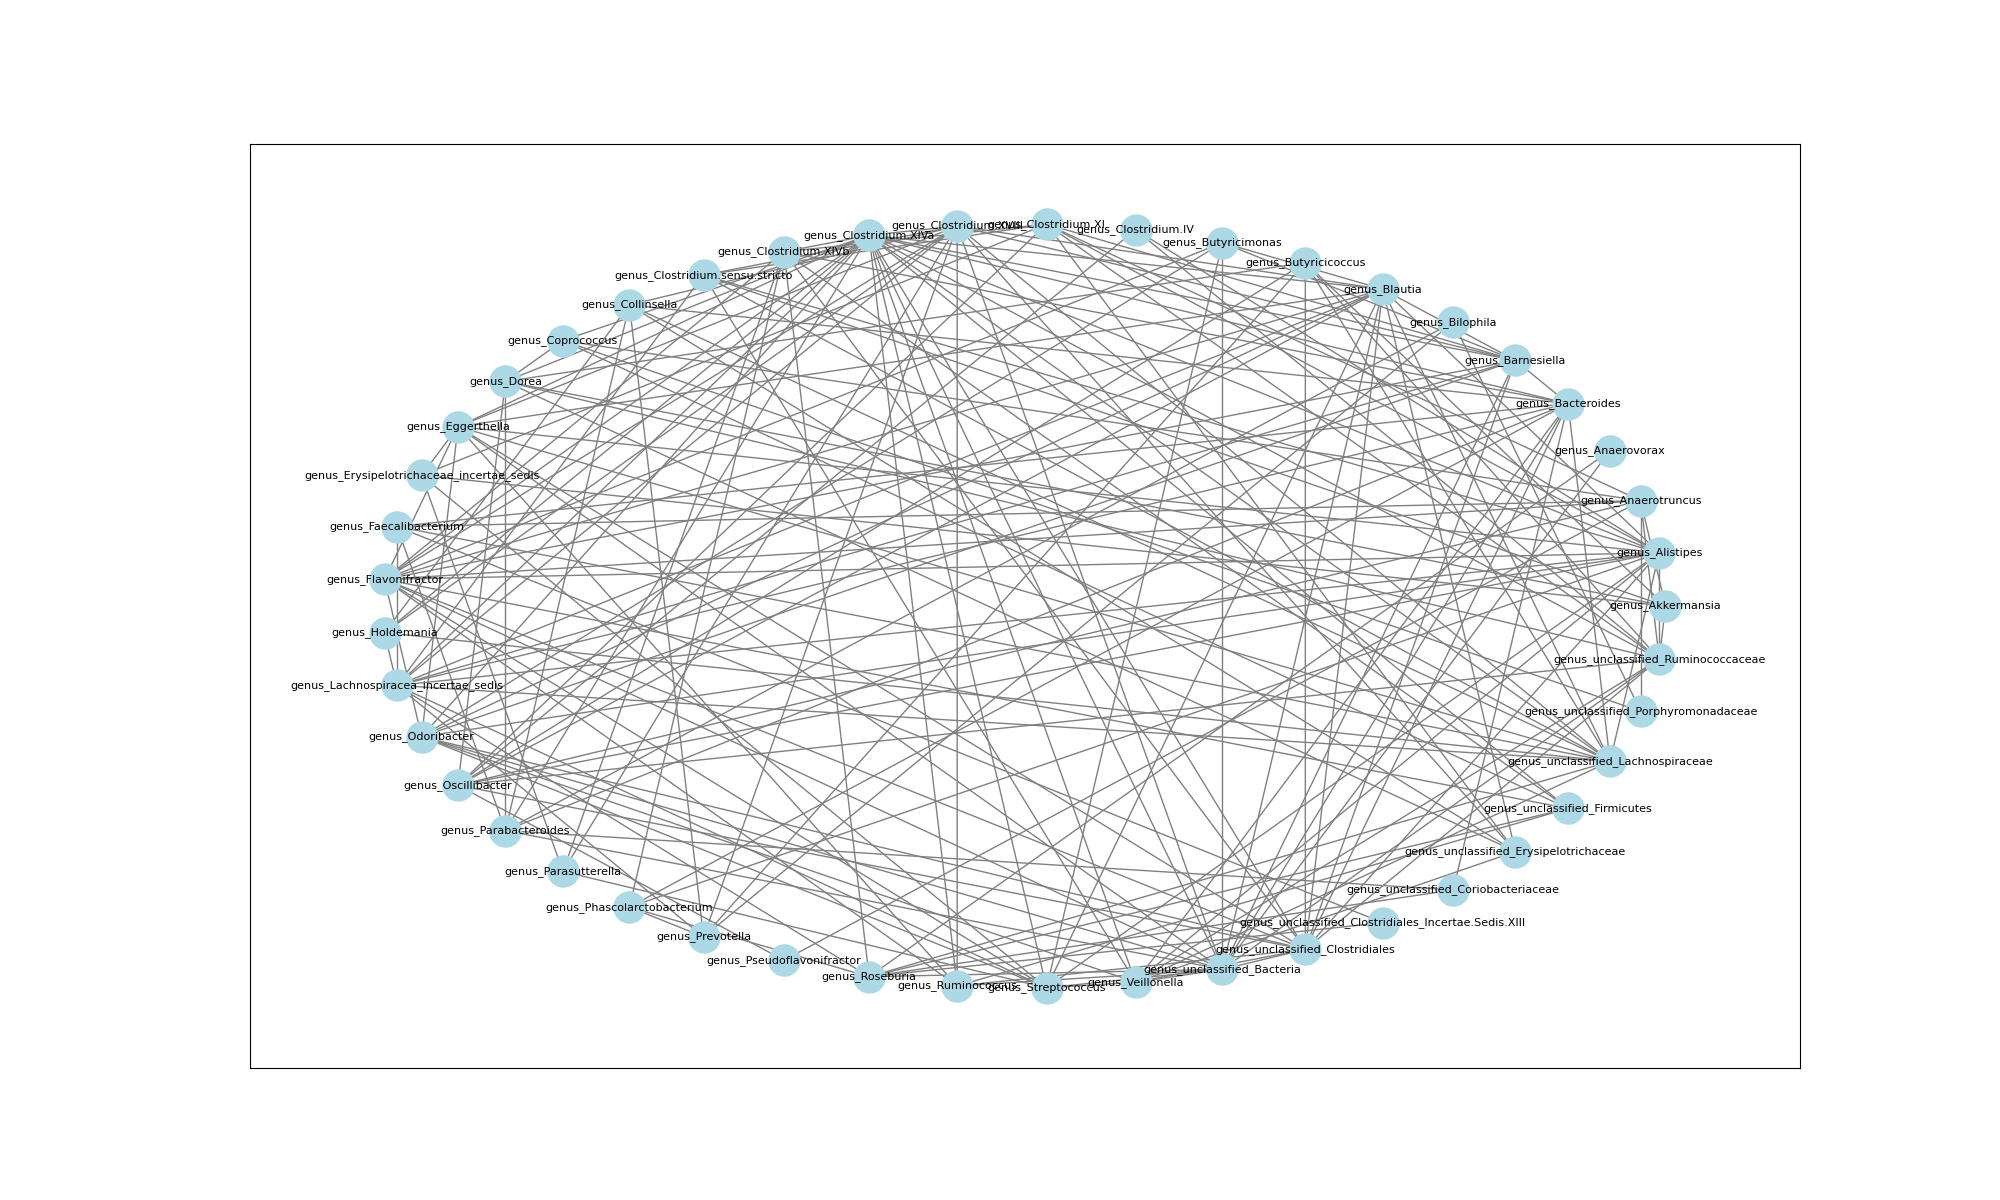 genus_Clostridium.XI
genus_Clostridium.XVIII
genus_Clostridium.IV
genus_Clostridium.XIVa
genus_Butyricimonas
genus_Clostridium.XIVb
genus_Butyricicoccus
genus_Clostridium.sensu.stricto
genus_Blautia
genus_Collinsella
genus_Bilophila
genus_Coprococcus
genus_Barnesiella
genus_Dorea
genus_Bacteroides
genus_Eggerthella
genus_Anaerovorax
genus_Erysipelotrichaceae_incertae_sedis
genus_Anaerotruncus
genus_Faecalibacterium
genus_Alistipes
genus_Flavonifractor
genus_Akkermansia
genus_Holdemania
genus_unclassified_Ruminococcaceae
genus_Lachnospiracea_incertae_sedis
genus_unclassified_Porphyromonadaceae
genus_Odoribacter
genus_unclassified_Lachnospiraceae
genus_Oscillibacter
genus_unclassified_Firmicutes
genus_Parabacteroides
genus_unclassified_Erysipelotrichaceae
genus_Parasutterella
genus_unclassified_Coriobacteriaceae
genus_Phascolarctobacterium
genus_unclassified_Clostridiales_Incertae.Sedis.XIII
genus_Prevotella
genus_unclassified_Clostridiales
genus_Pseudoflavonifractor
genus_unclassified_Bacteria
genus_Roseburia
genus_Veillonella
genus_Ruminococcus
genus_Streptococcus